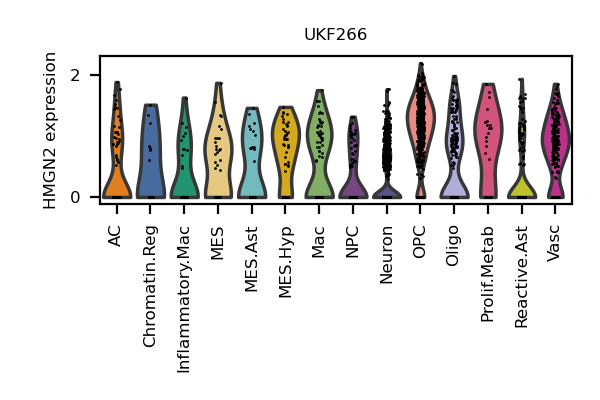 UKF266
HMGN2 expression
2
0
AC
Chromatin.Reg
Inflammatory.Mac
MES
MES.Ast
MES.Hyp
Mac
NPC
Neuron
OPC
Oligo
Prolif.Metab
Reactive.Ast
Vasc